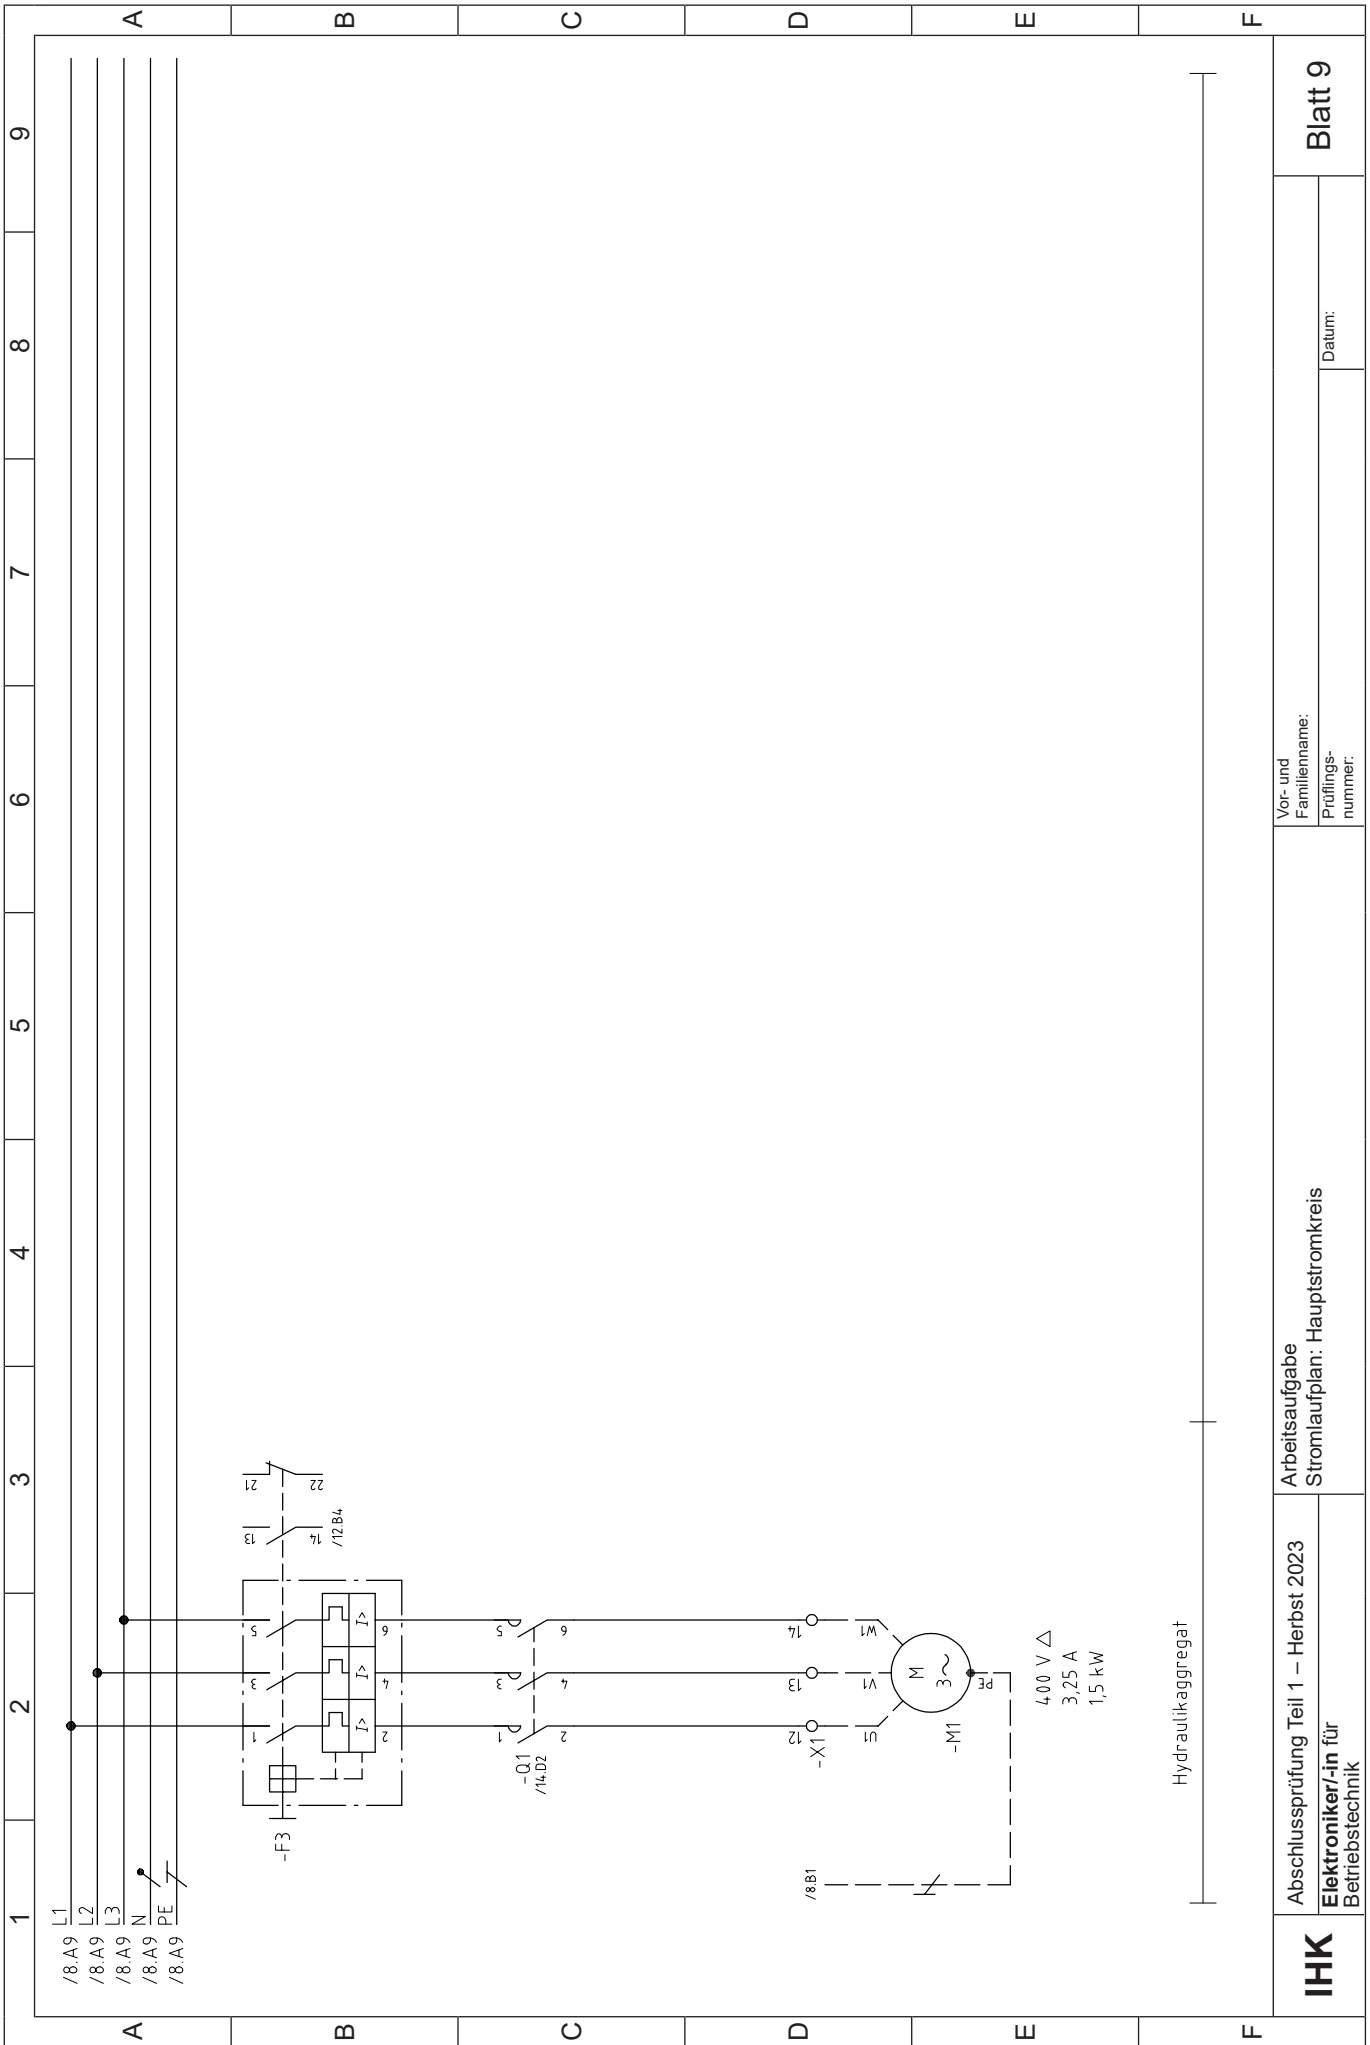 1 2 3 4 5 6 7 8 9
A
B
C
D
E
F
A
B
C
D
E
F
/8.A9 L1
/8.A9 L2
/8.A9 L3
/8.A9 N
/8.A9 PE
-F3
1 3 5 13 21
I> I> I>
2 4 6 14 22
/12.B4
-Q1
/14.D2
1 3 5
2 4 6
/8.B1
-X1
12 13 14
U1 V1 W1
-M1
M
3~
PE
400 V △
3,25 A
1,5 kW
Hydraulikaggregat
IHK
Abschlussprüfung Teil 1 – Herbst 2023
Elektroniker/-in für
Betriebstechnik
Arbeitsaufgabe
Stromlaufplan: Hauptstromkreis
Vor- und
Familienname:
Prüflings-
nummer:
Datum:
Blatt 9